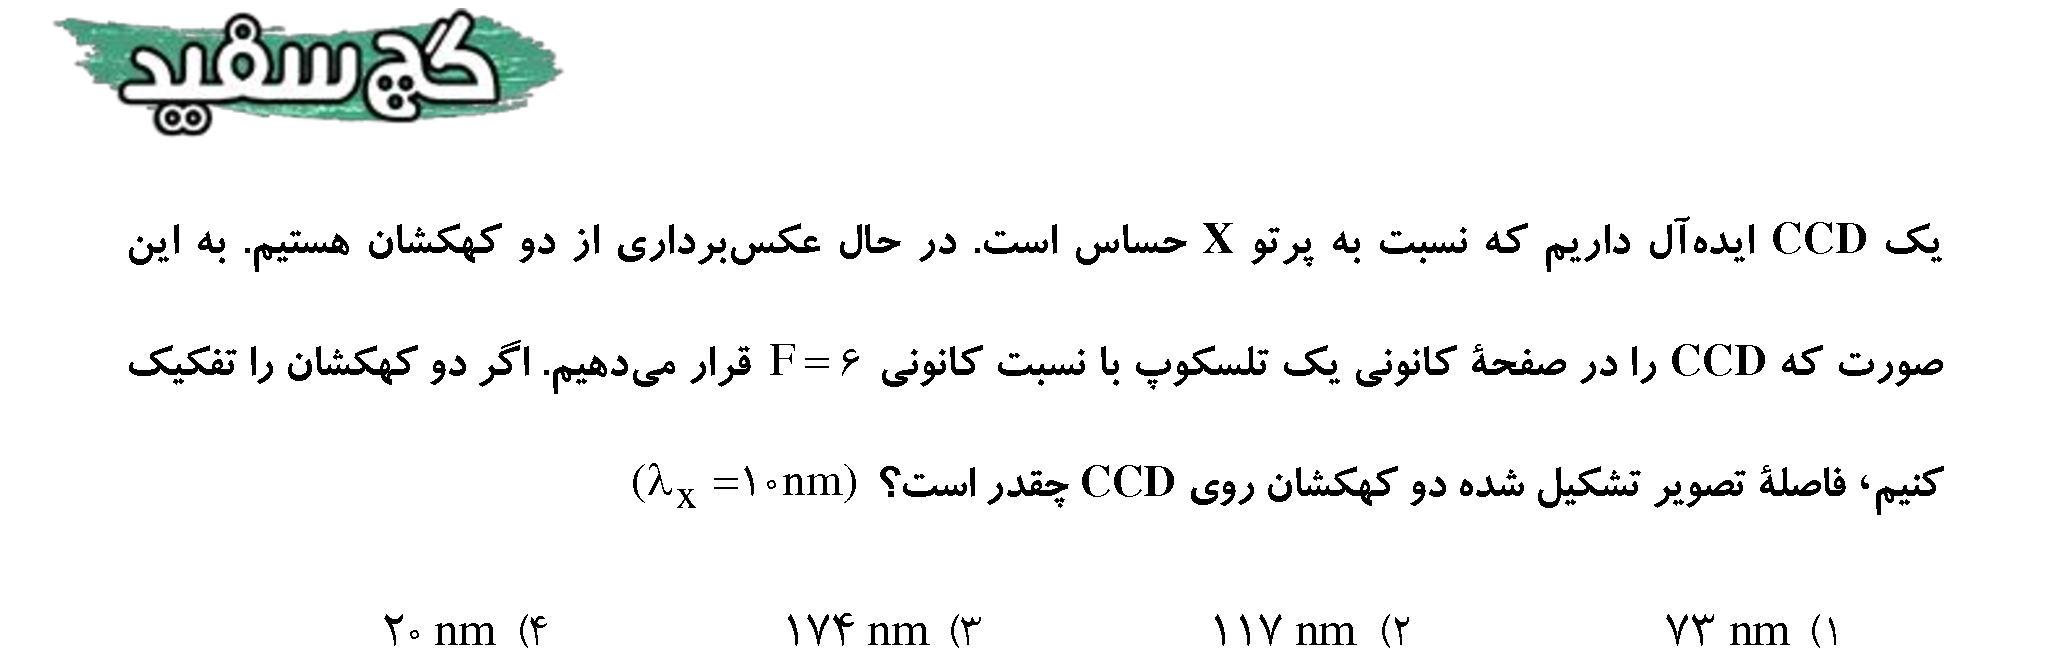 گچ سفید
یک CCD ایده‌آل داریم که نسبت به پرتو X حساس است. در حال عکس‌برداری از دو کهکشان هستیم. به این
صورت که CCD را در صفحهٔ کانونی یک تلسکوپ با نسبت کانونی F = ۶ قرار می‌دهیم. اگر دو کهکشان را تفکیک
کنیم، فاصلهٔ تصویر تشکیل شده دو کهکشان روی CCD چقدر است؟ (λ_X = ۱۰ nm)
۱) ۷۳ nm ۲) ۱۱۷ nm ۳) ۱۷۴ nm ۴) ۲۰ nm